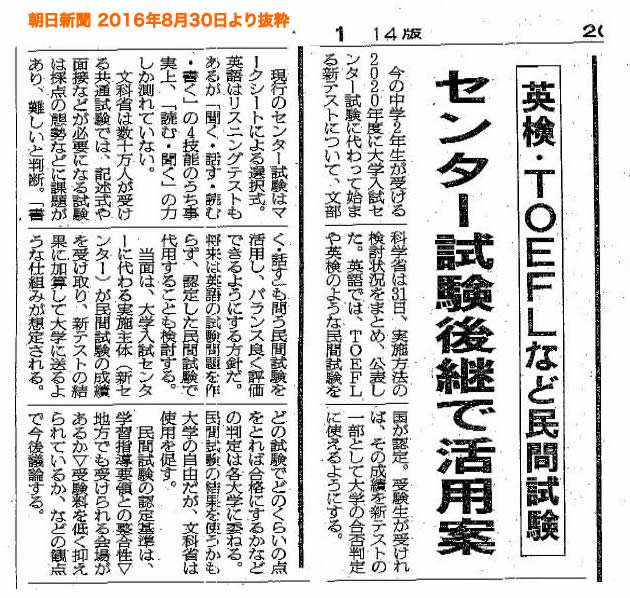 朝日新聞 2016年8月30日より抜粋
1 14版
英検・TOEFLなど民間試験
センター試験後継で活用案
今の中学2年生が受ける
2020年度に大学入試セ
ンター試験に代わって始ま
る新テストについて、文部
科学省は31日、実施方法の
検討状況をまとめ、公表し
た。英語では、TOEFL
や英検のような民間試験を
国が認定。受験生が受けれ
ば、その成績を新テストの
一部として大学の合否判定
に使えるようにする。
現行のセンター試験はマ
ークシートによる選択式。
英語はリスニングテストも
あるが「聞く・話す・読む
・書く」の4技能のうち事
実上、「読む・聞く」の力
しか測れていない。
文科省は数十万人が受け
る共通試験では、記述式や
面接などが必要になる試験
は採点の態勢などに課題が
あり、難しいと判断。「書
く・話す」も問う民間試験を
活用し、バランス良く評価
できるようにする方針だ。
将来は英語の試験問題を作
らず、認定した民間試験で
代用することも検討する。
当面は、大学入試センタ
ーに代わる実施主体(新セ
ンター)が民間試験の成績
を受け取り、新テストの結
果に加算して大学に送るよ
うな仕組みが想定される。
どの試験でどのくらいの点
をとれば合格にするかなど
の判定は各大学に委ねる。
民間試験の結果を使うかも
大学の自由だが、文科省は
使用を促す。
民間試験の認定基準は、
学習指導要領との整合性▽
地方でも受けられる会場が
あるか▽受験料を低く抑え
られているか、などの観点
で今後議論する。